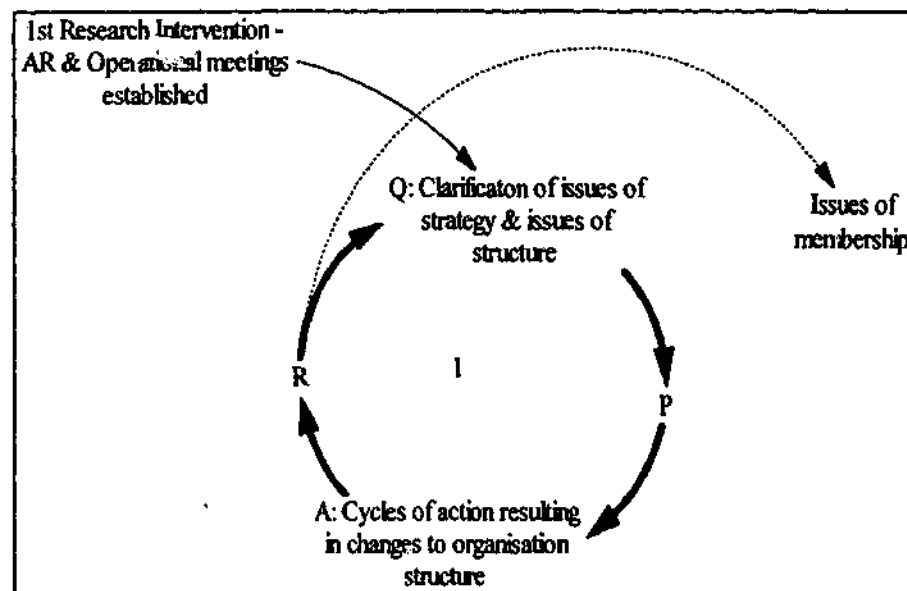 1st Research Intervention -
AR & Operational meetings
established
Q: Clarificaton of issues of
strategy & issues of
structure
Issues of
membership
R
1
P
A: Cycles of action resulting
in changes to organisation
structure